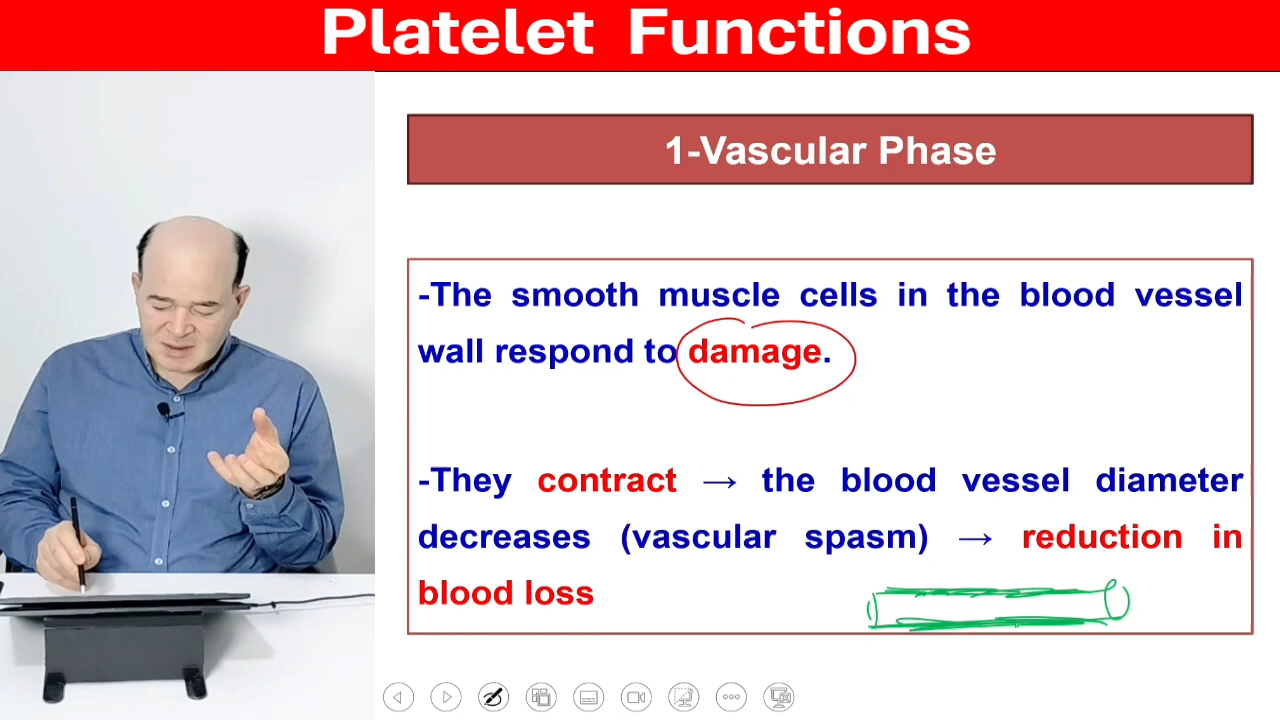 Platelet Functions
1-Vascular Phase
-The smooth muscle cells in the blood vessel
wall respond to damage.
-They contract → the blood vessel diameter
decreases (vascular spasm) → reduction in
blood loss